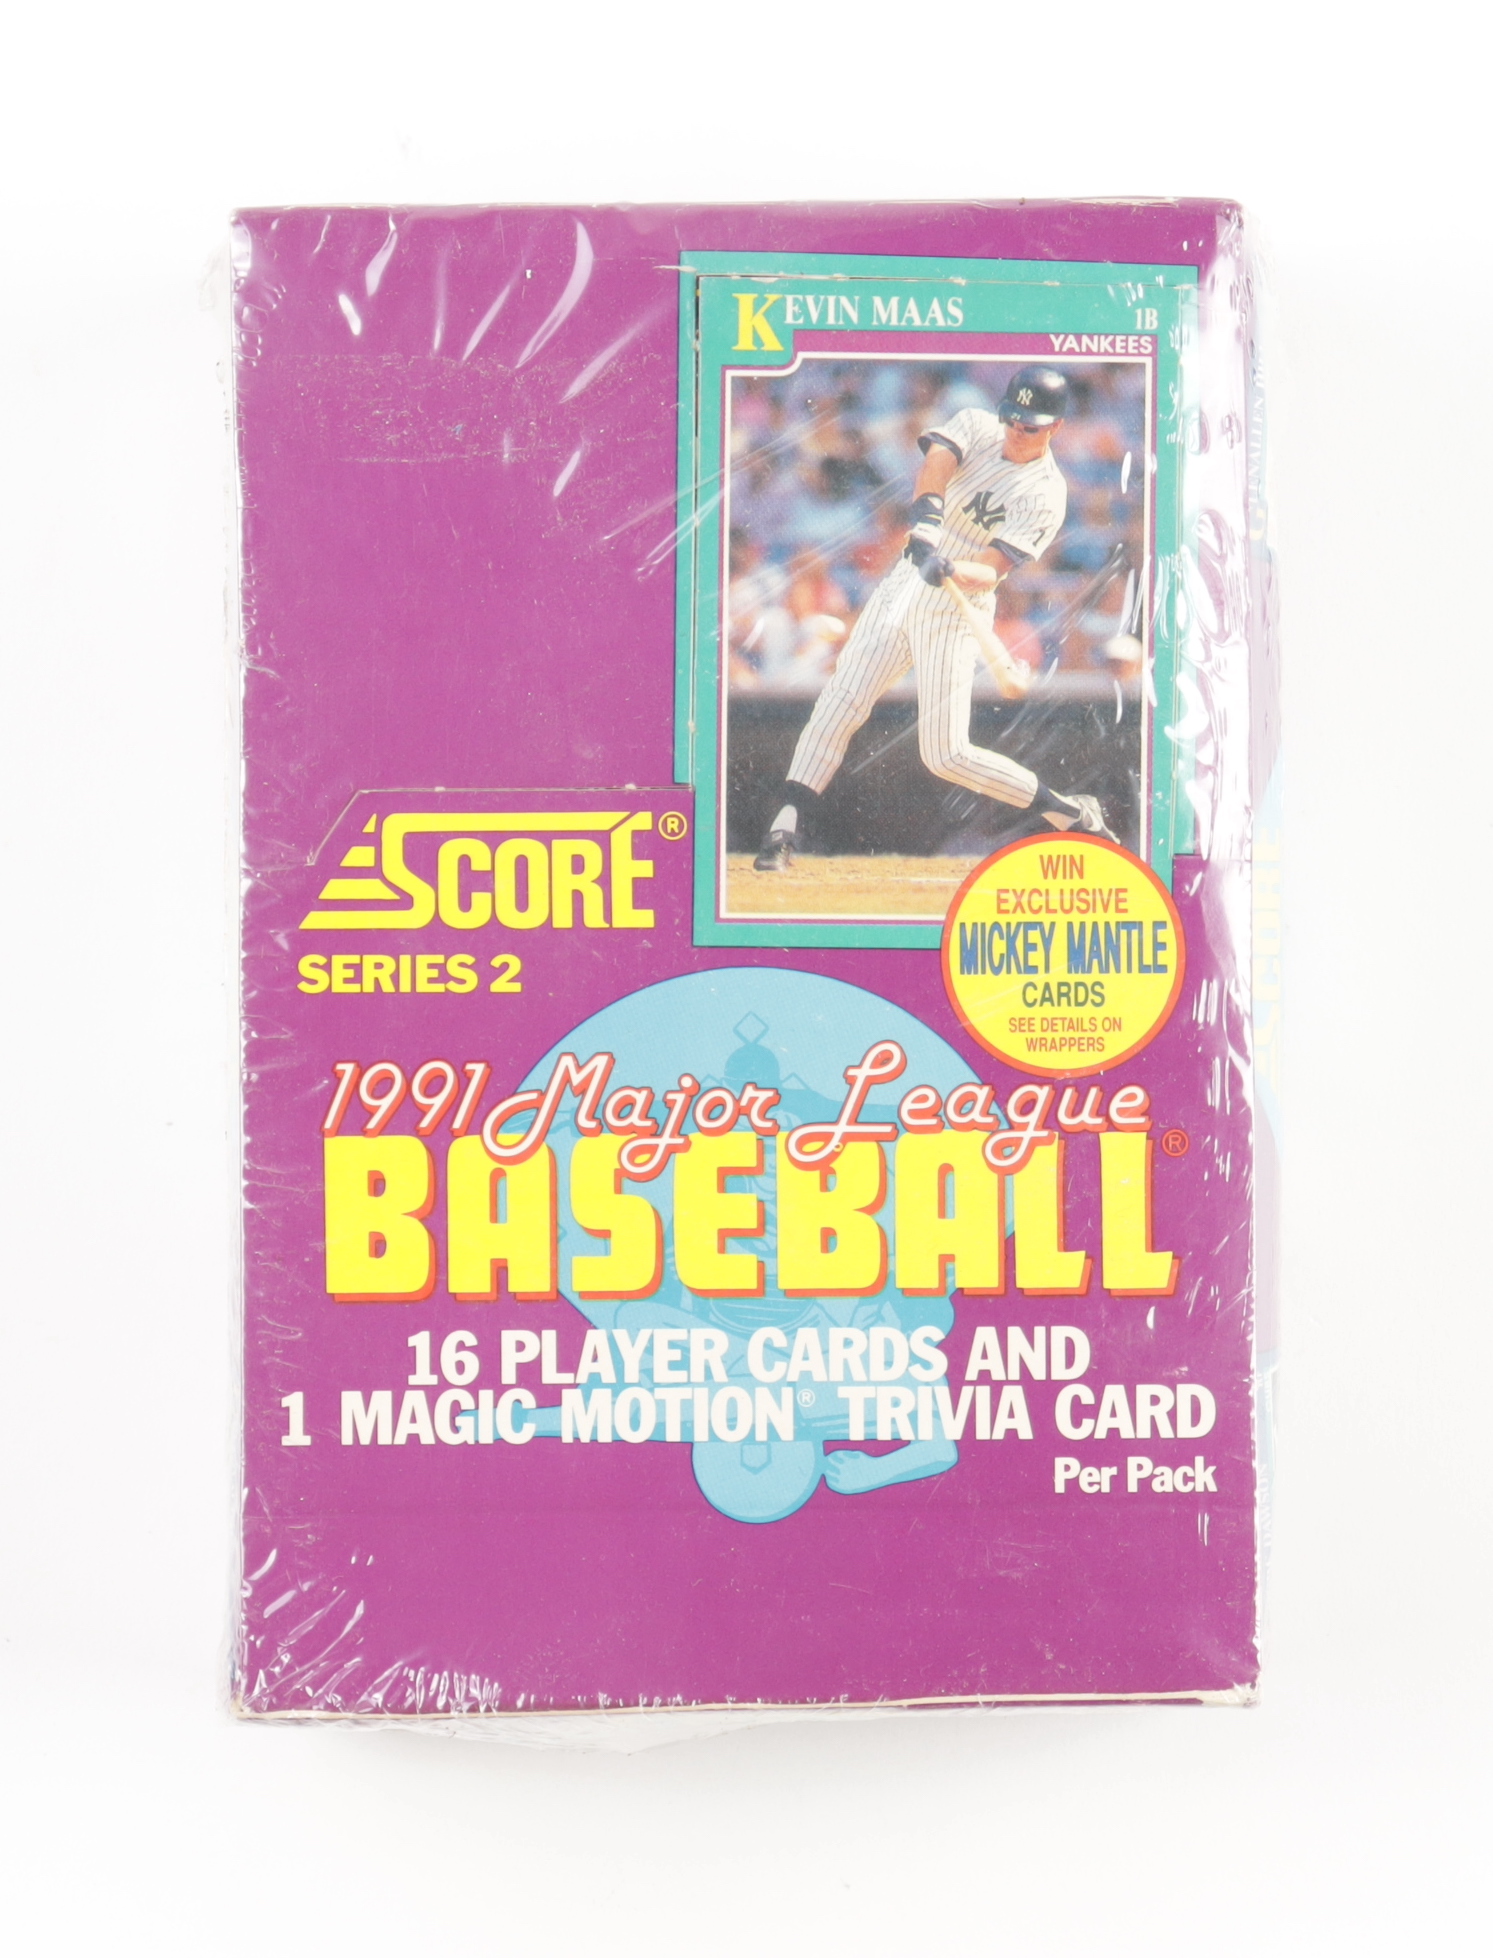 KEVIN MAAS 1B
YANKEES
SCORE®
SERIES 2
WIN
EXCLUSIVE
MICKEY MANTLE
CARDS
SEE DETAILS ON
WRAPPERS
1991 Major League
BASEBALL®
16 PLAYER CARDS AND
1 MAGIC MOTION® TRIVIA CARD
Per Pack